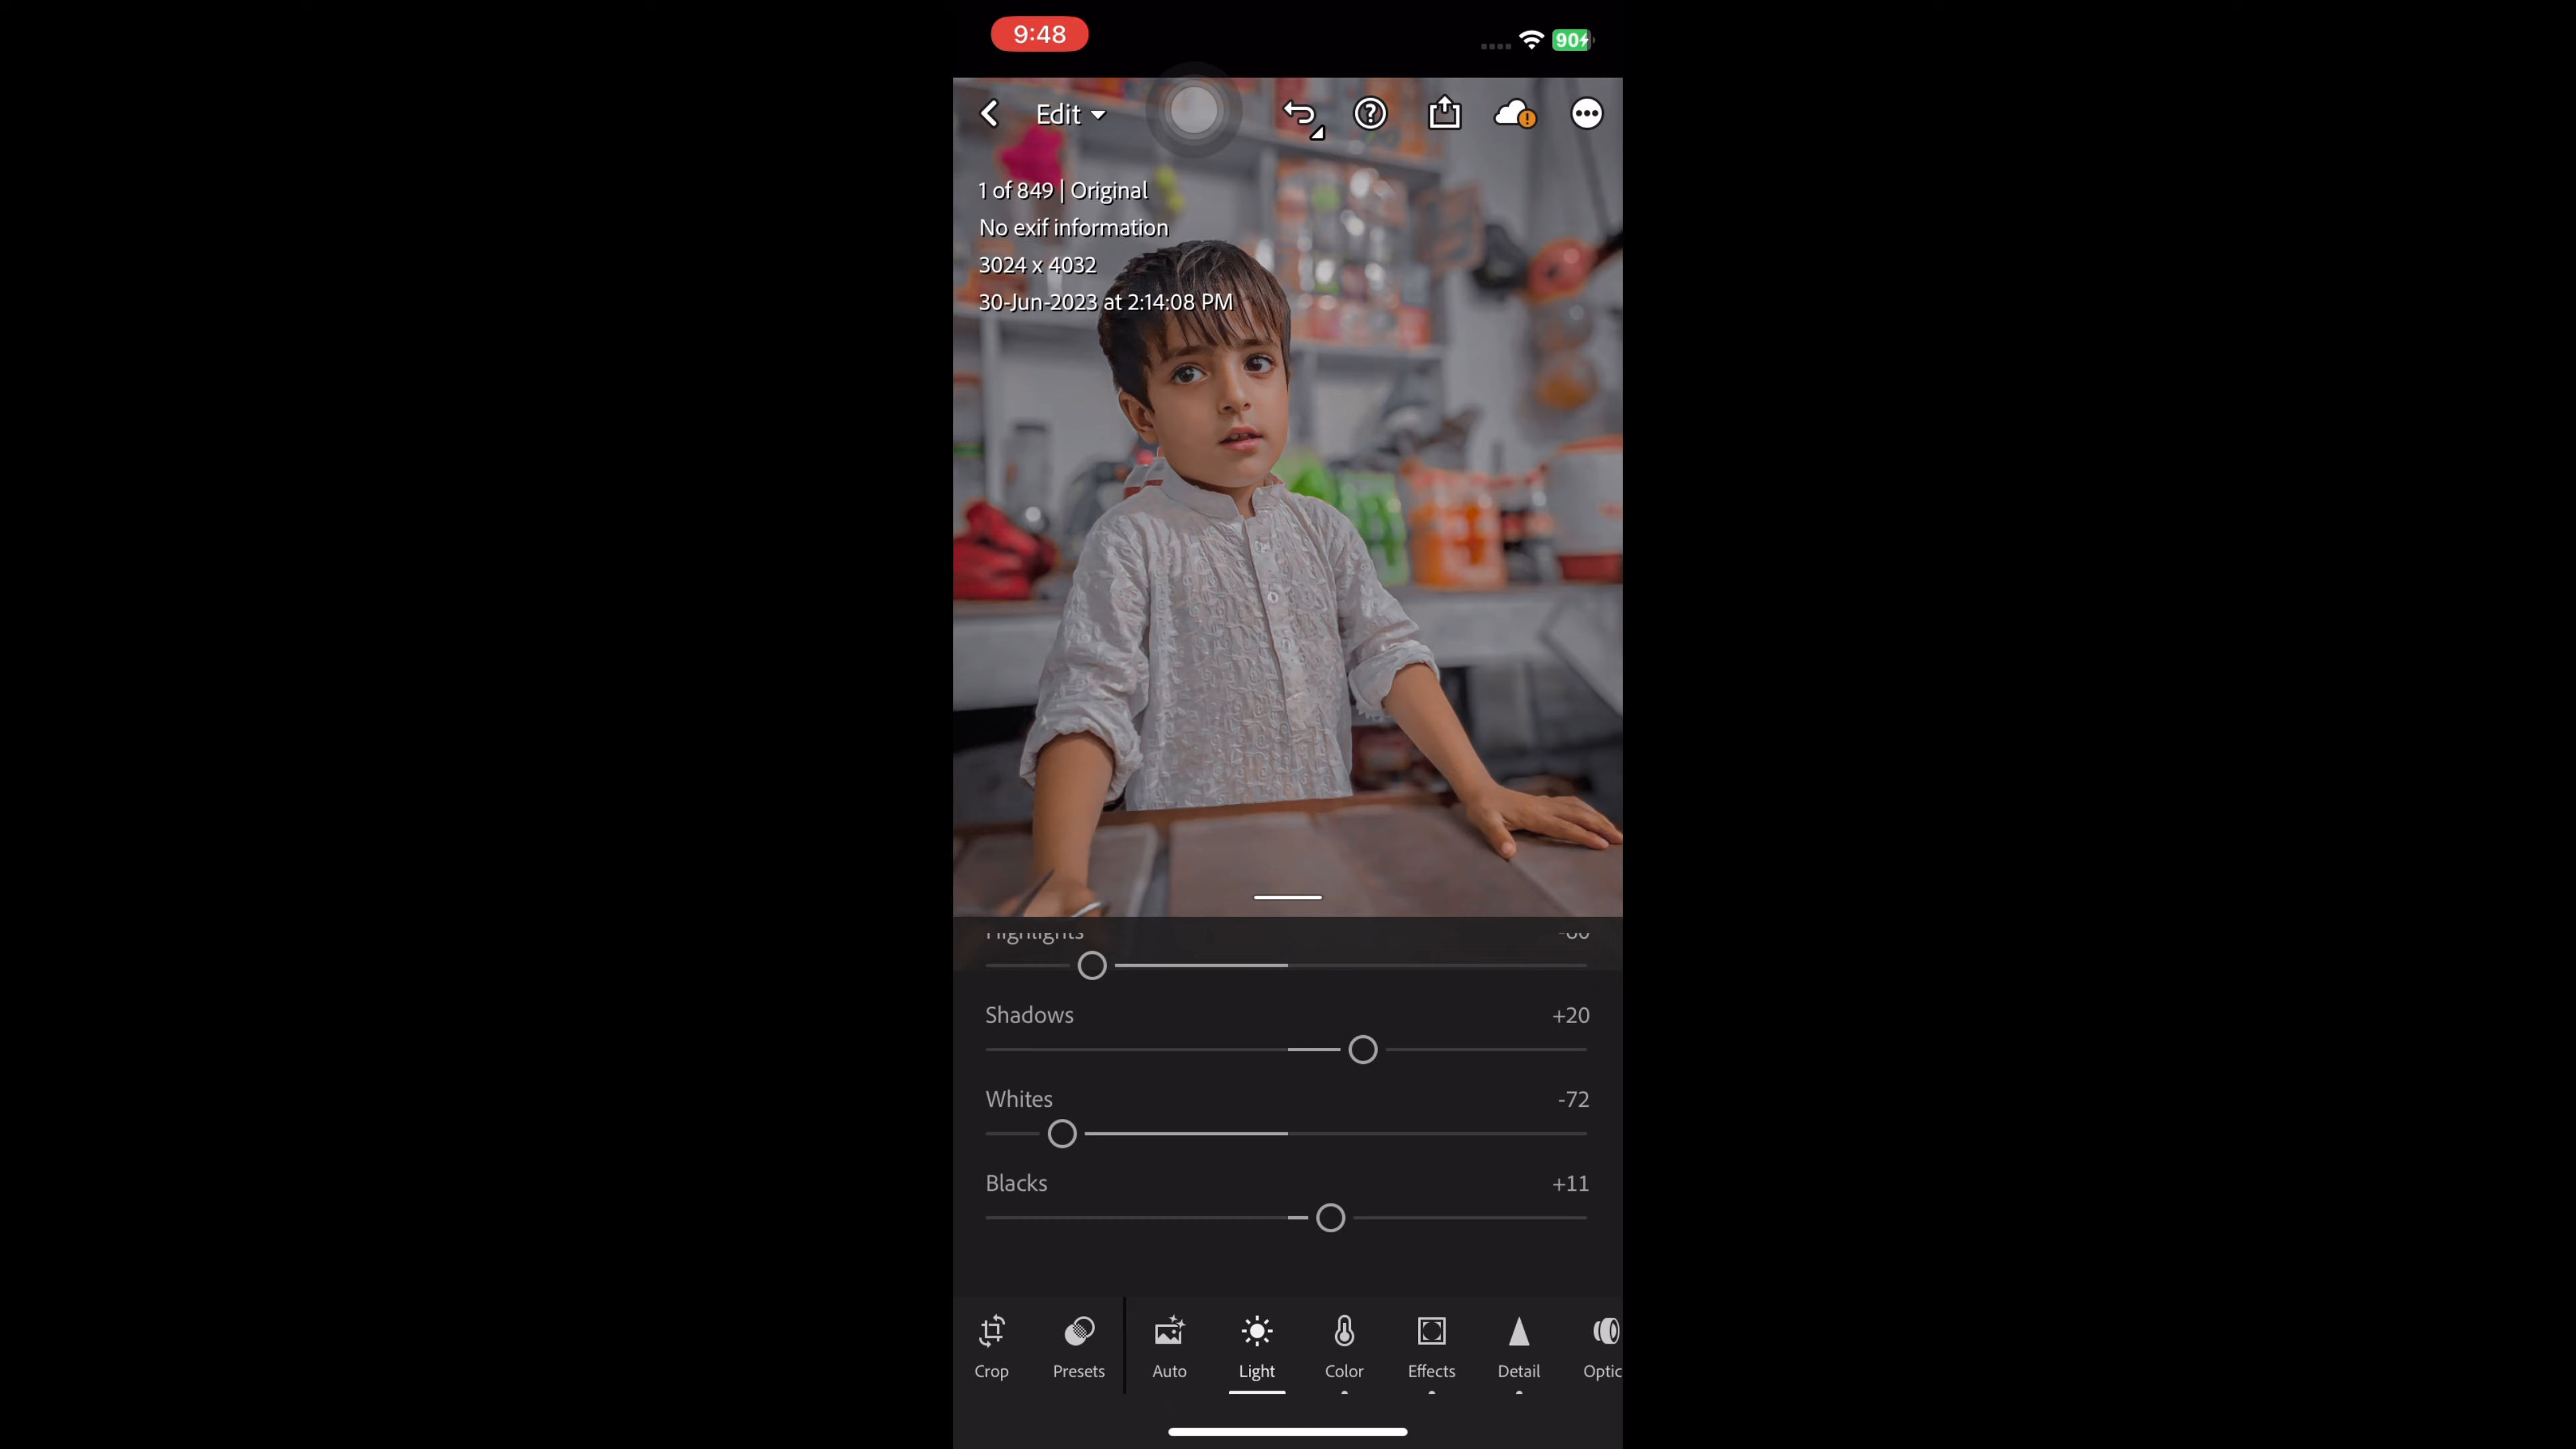 9:48
90
Edit
1 of 849 | Original
No exif information
3024 x 4032
30-Jun-2023 at 2:14:08 PM
Highlights
Shadows +20
Whites -72
Blacks +11
Crop Presets Auto Light Color Effects Detail Optic